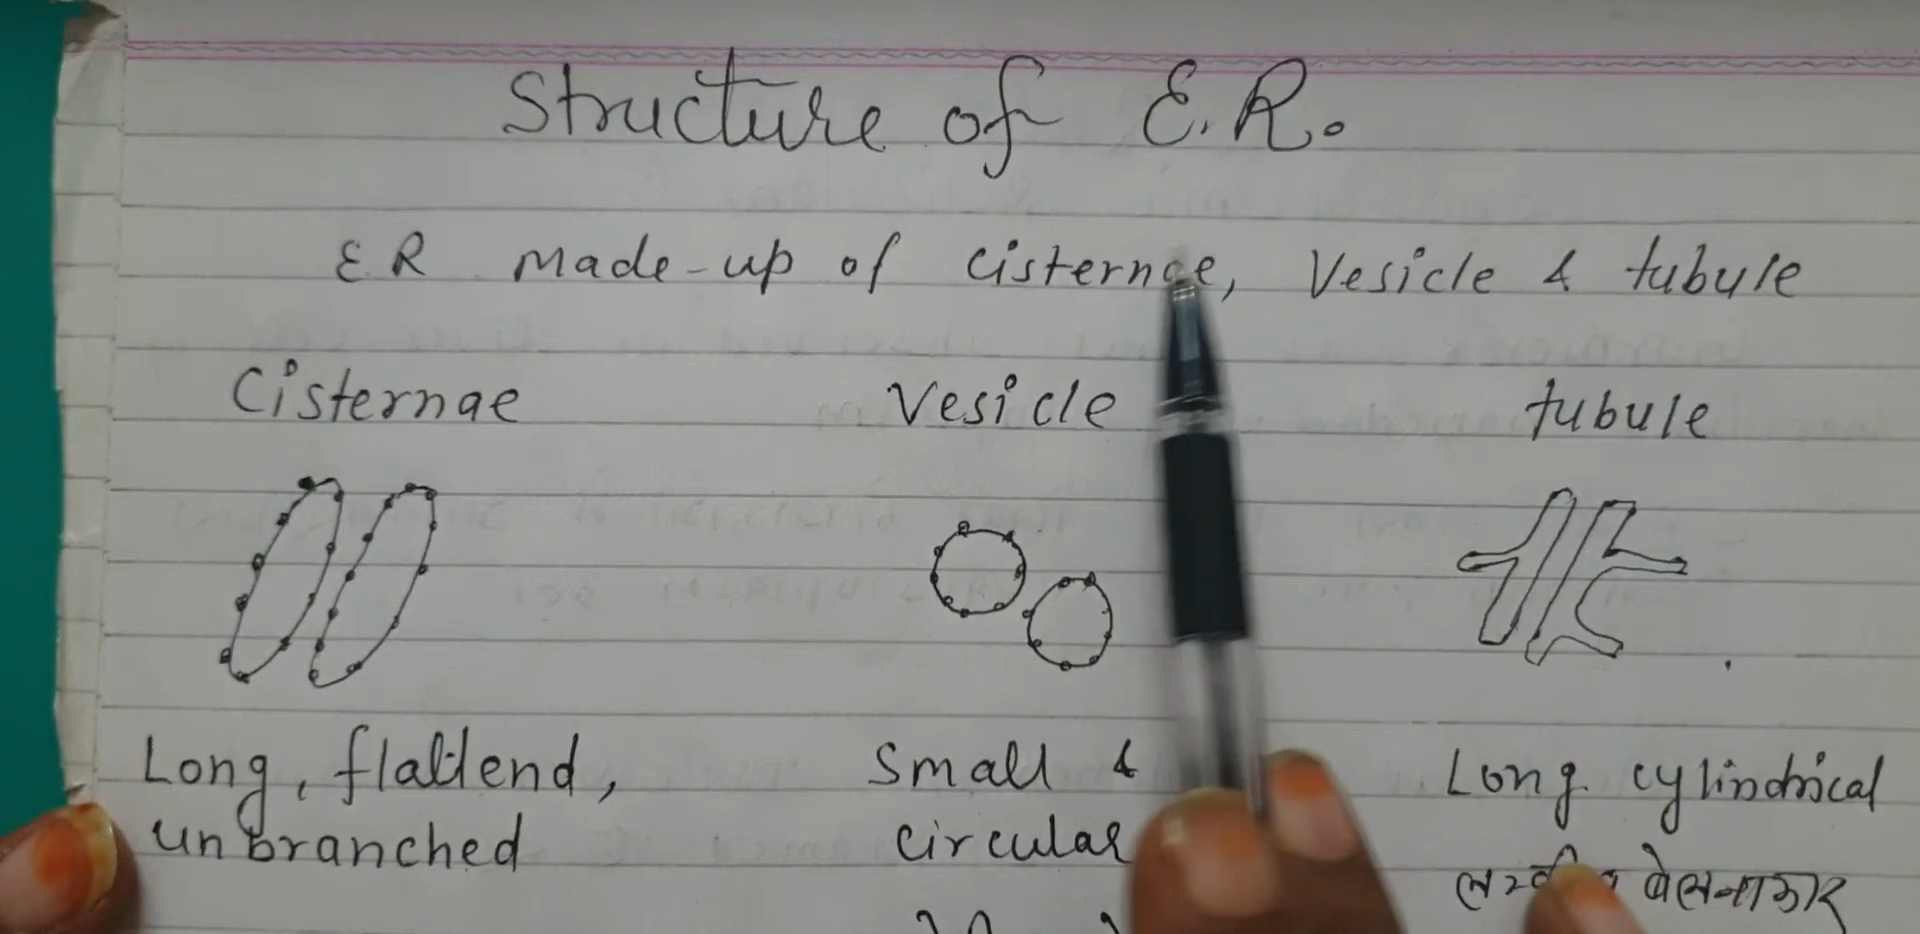 Structure of E.R.
ER made-up of cisternae, Vesicle & tubule
Cisternae Vesicle tubule
Long, flattend, Small & Long cylindrical
unbranched circular बेलनाकार